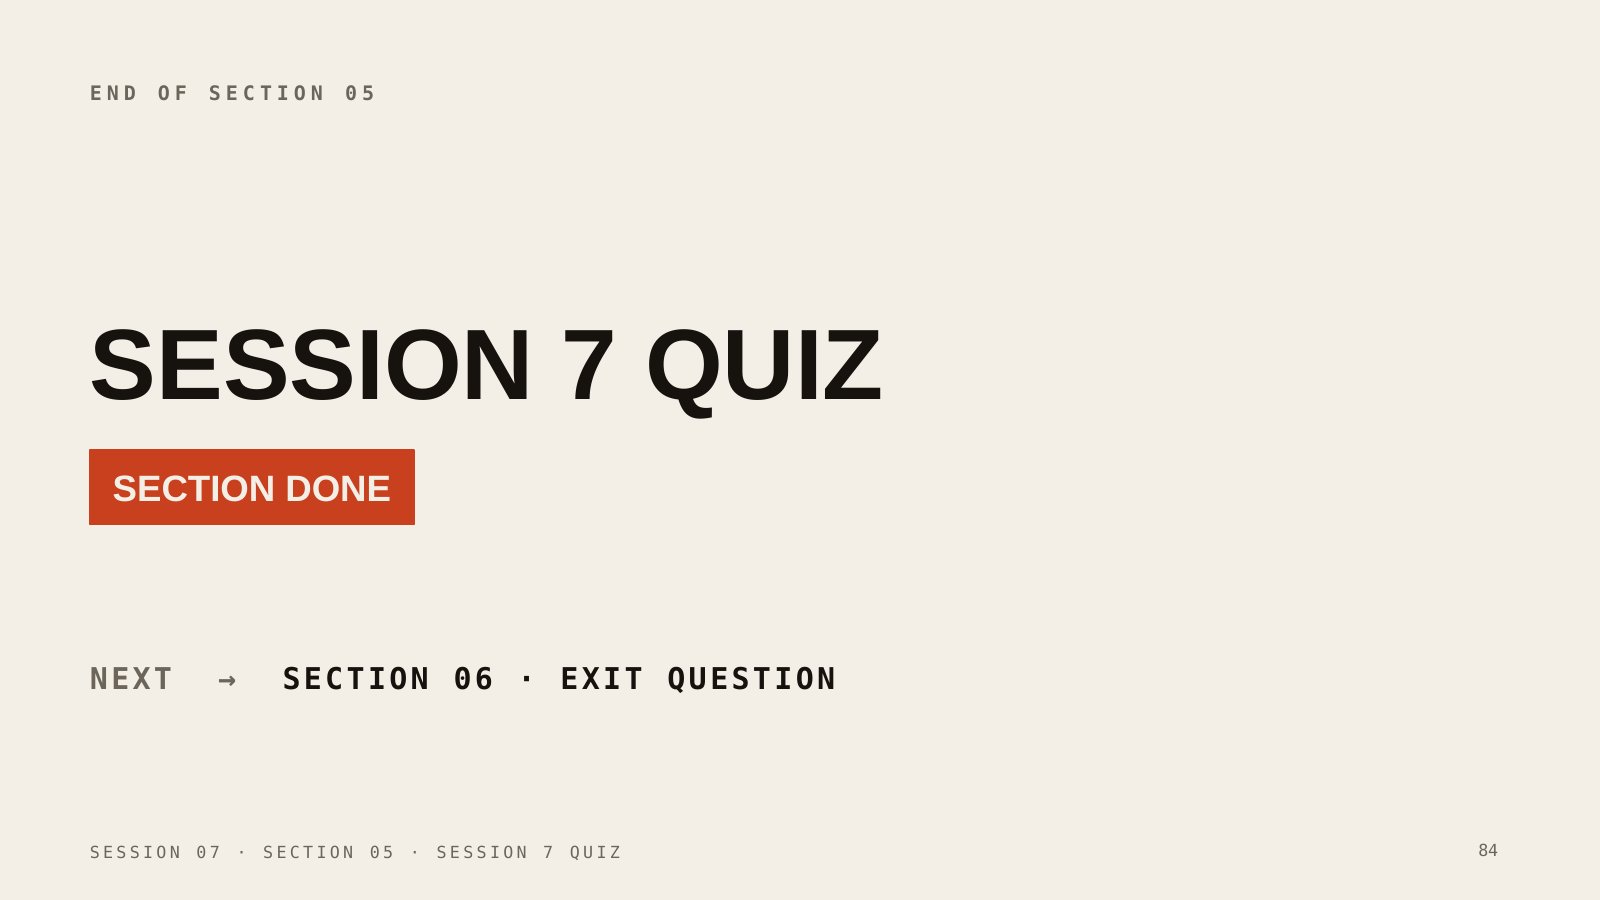 END OF SECTION 05
SESSION 7 QUIZ
SECTION DONE
NEXT → SECTION 06 · EXIT QUESTION
SESSION 07 · SECTION 05 · SESSION 7 QUIZ
84